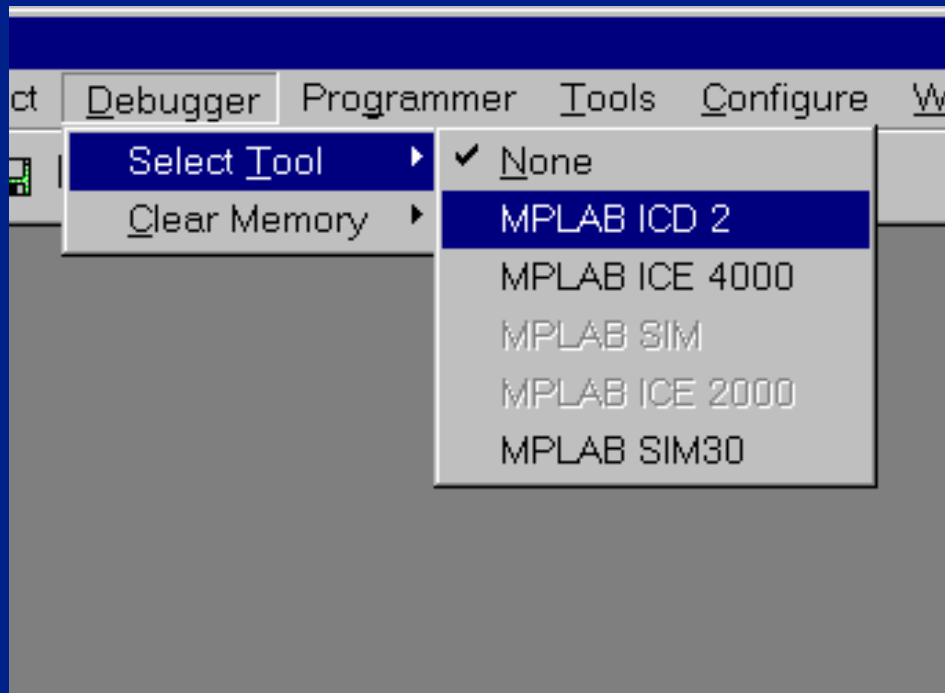 ct Debugger Programmer Tools Configure W
Select Tool
Clear Memory
None
MPLAB ICD 2
MPLAB ICE 4000
MPLAB SIM
MPLAB ICE 2000
MPLAB SIM30